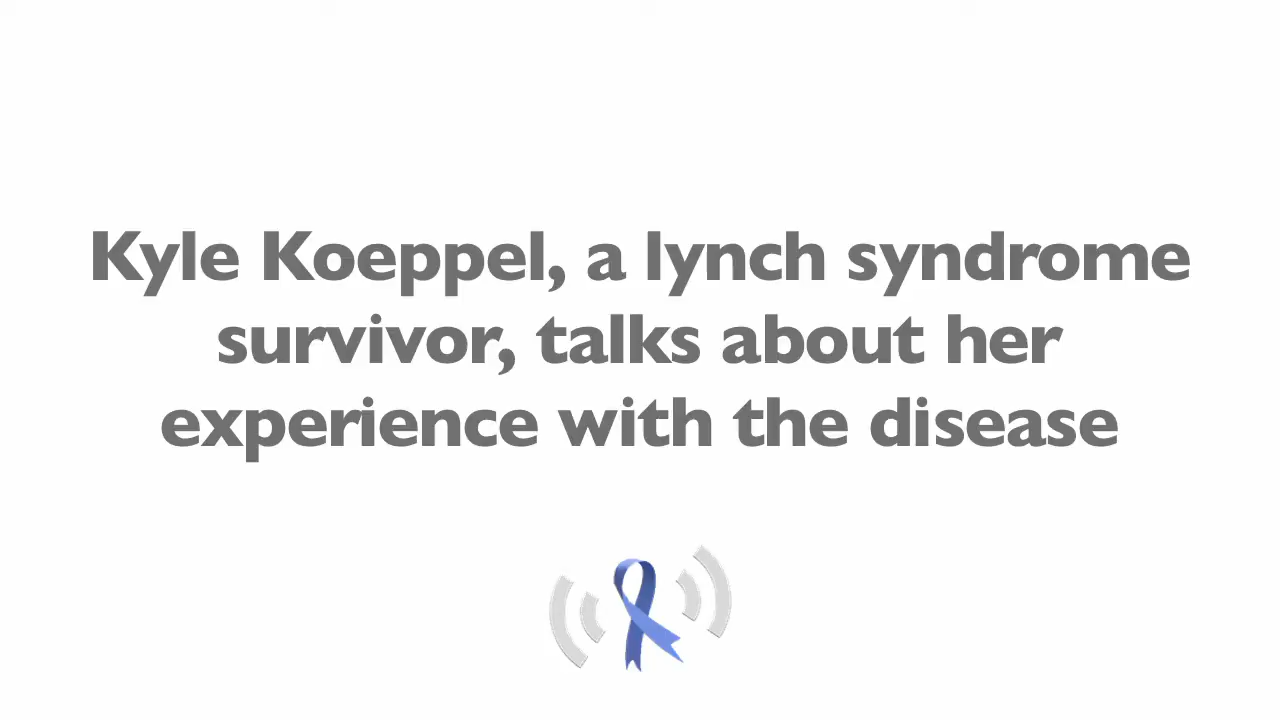 Kyle Koeppel, a lynch syndrome
survivor, talks about her
experience with the disease